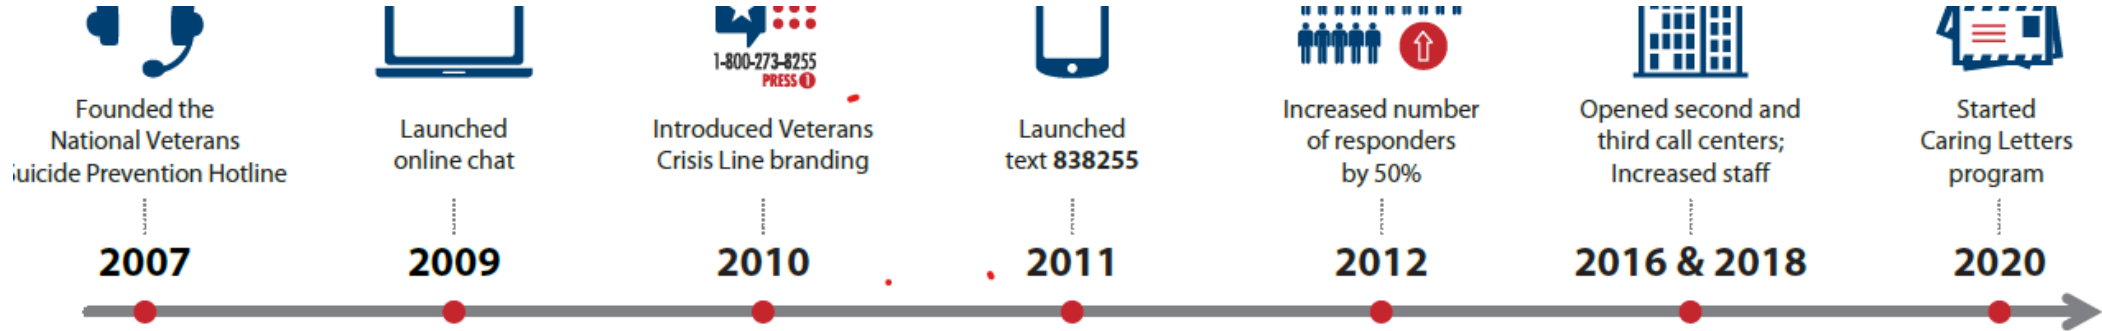 1-800-273-8255
PRESS 1
Founded the
National Veterans
Suicide Prevention Hotline
2007
Launched
online chat
2009
Introduced Veterans
Crisis Line branding
2010
Launched
text 838255
2011
Increased number
of responders
by 50%
2012
Opened second and
third call centers;
Increased staff
2016 & 2018
Started
Caring Letters
program
2020